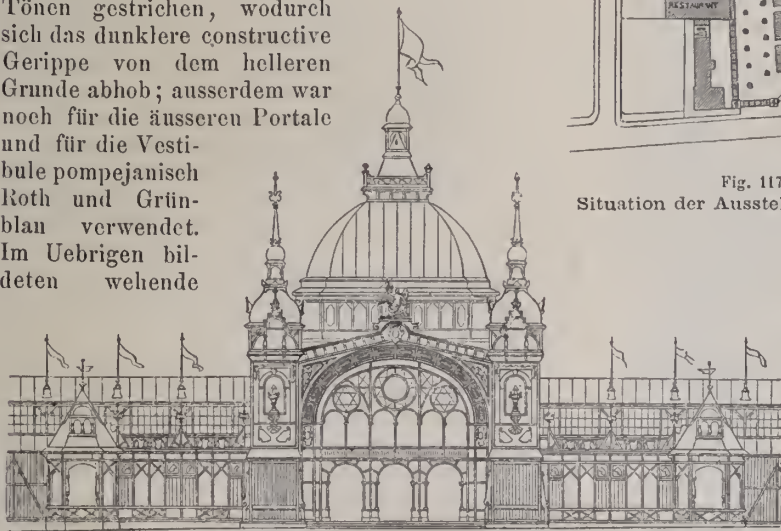 Tönen gestrichen, wodurch
sich das dunklere constructive
Gerippe von dem helleren
Grunde abhob; ausserdem war
noch für die äusseren Portale
und für die Vesti-
bule pompejanisch
Roth und Grün-
blau verwendet.
Im Uebrigen bil-
deten wehende
RESTAURANT
Fig. 117
Situation der Ausstel